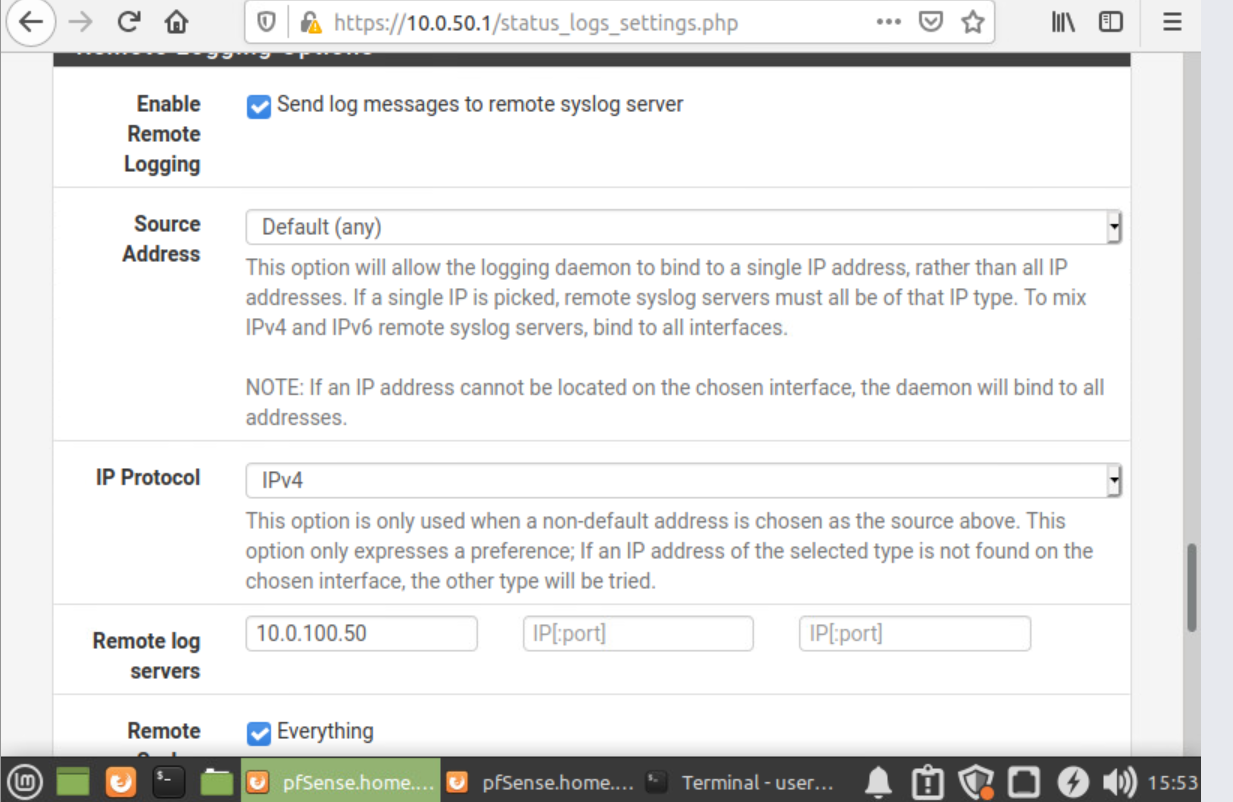 https://10.0.50.1/status_logs_settings.php
Remote Logging Options
Enable Remote Logging
Send log messages to remote syslog server
Source Address
Default (any)
This option will allow the logging daemon to bind to a single IP address, rather than all IP
addresses. If a single IP is picked, remote syslog servers must all be of that IP type. To mix
IPv4 and IPv6 remote syslog servers, bind to all interfaces.
NOTE: If an IP address cannot be located on the chosen interface, the daemon will bind to all
addresses.
IP Protocol
IPv4
This option is only used when a non-default address is chosen as the source above. This
option only expresses a preference; If an IP address of the selected type is not found on the
chosen interface, the other type will be tried.
Remote log servers
10.0.100.50
IP[:port]
IP[:port]
Remote
Everything
pfSense.home....
pfSense.home....
Terminal - user...
15:53